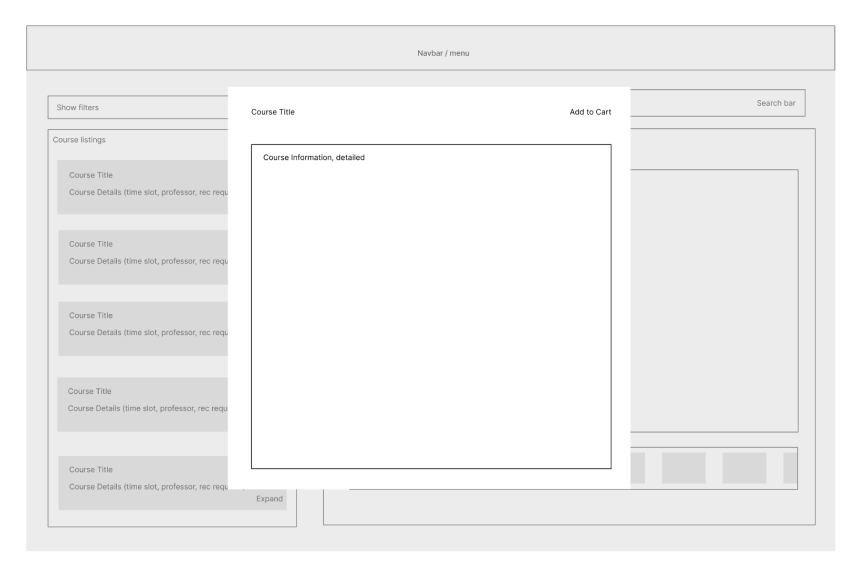 Navbar / menu
Show filters
Search bar
Course listings
Course Title
Course Details (time slot, professor, rec requ
Course Title
Course Details (time slot, professor, rec requ
Course Title
Course Details (time slot, professor, rec requ
Course Title
Course Details (time slot, professor, rec requ
Course Title
Course Details (time slot, professor, rec requ
Expand
Course Title
Add to Cart
Course Information, detailed